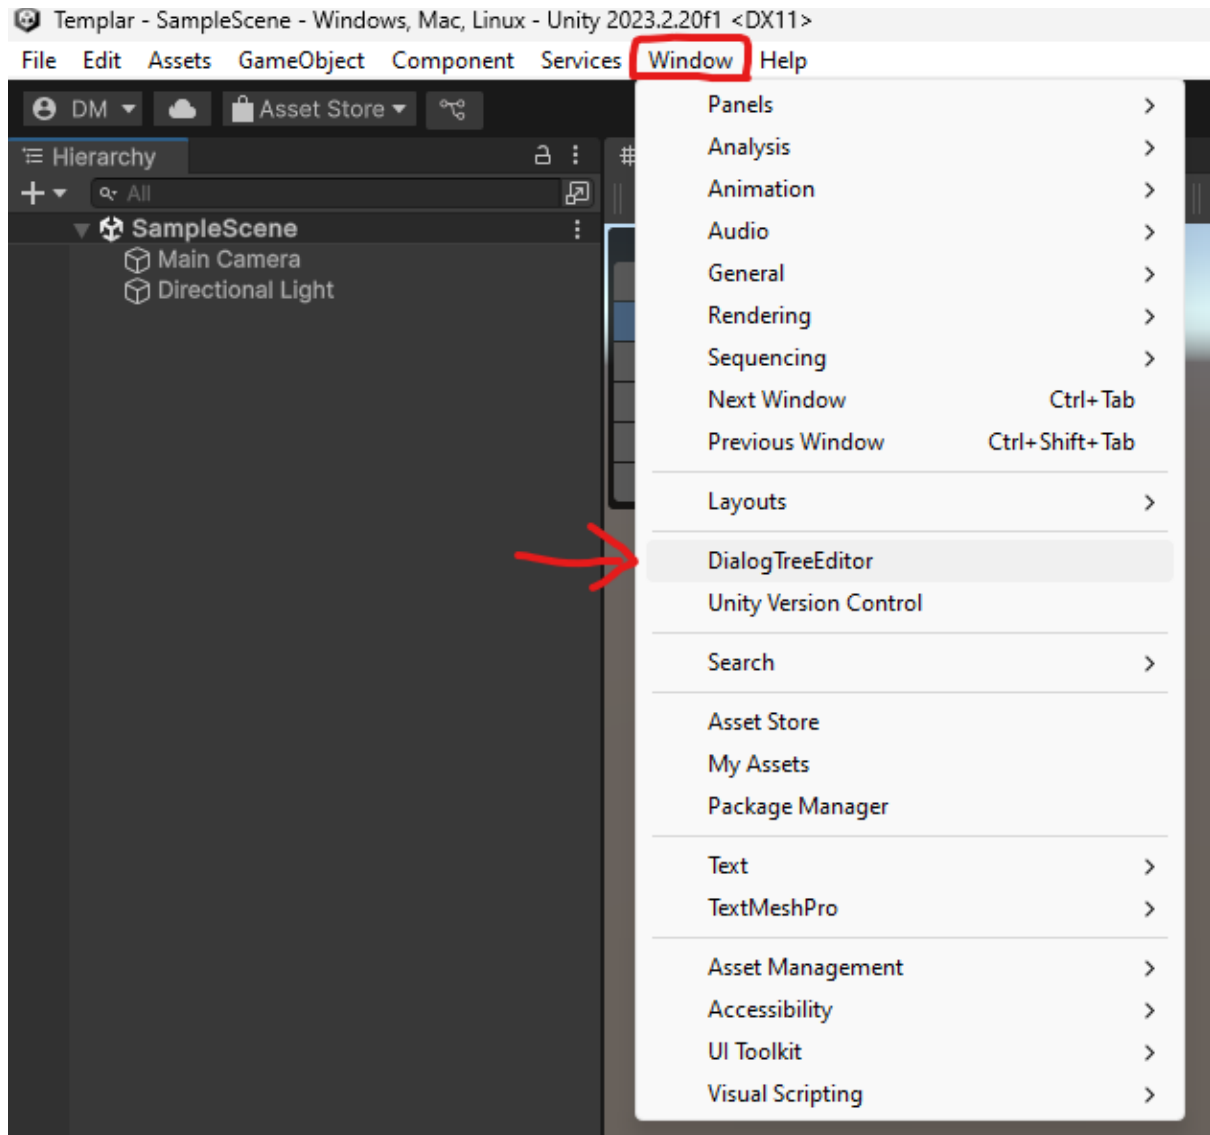 Templar - SampleScene - Windows, Mac, Linux - Unity 2023.2.20f1 <DX11>
File Edit Assets GameObject Component Services Window Help
DM Asset Store
Hierarchy
All
SampleScene
Main Camera
Directional Light
Panels
Analysis
Animation
Audio
General
Rendering
Sequencing
Next Window Ctrl+Tab
Previous Window Ctrl+Shift+Tab
Layouts
DialogTreeEditor
Unity Version Control
Search
Asset Store
My Assets
Package Manager
Text
TextMeshPro
Asset Management
Accessibility
UI Toolkit
Visual Scripting